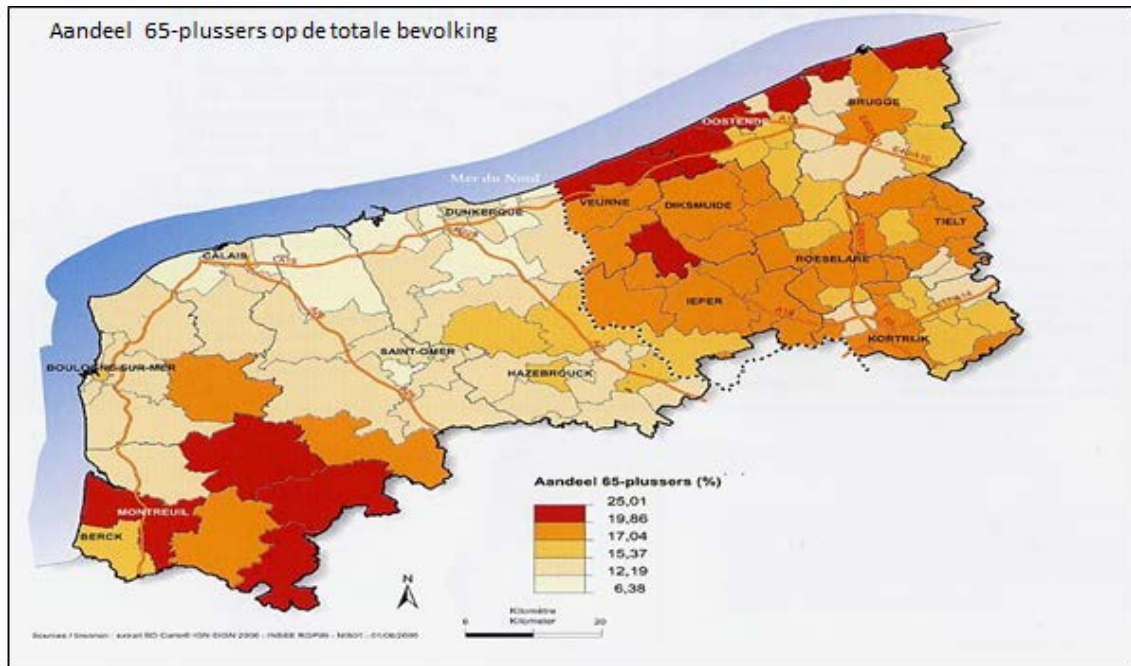 Aandeel 65-plussers op de totale bevolking
BRUGGE
OOSTENDE
Mer du Nord
DUNKERQUE
VEURNE
DIKSMUIDE
TIELT
CALAIS
ROESELARE
IEPER
KORTRIJK
SAINT-OMER
BOULOGNE-SUR-MER
HAZEBROUCK
MONTREUIL
BERCK
Aandeel 65-plussers (%)
25,01
19,86
17,04
15,37
12,19
6,38
N
Kilomètre
Kilometer
0 20